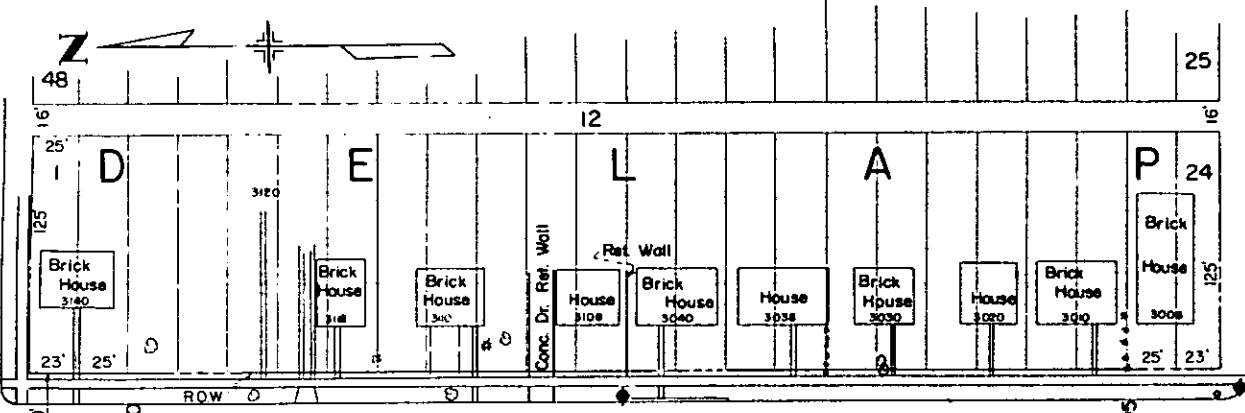 Z
48
25
16'
12
16'
25'
1
D
E
L
A
P
24
125'
3120
Conc. Dr. Ret. Wall
Ret. Wall
125'
Brick
House
3140
Brick
House
Brick
House
House
3108
Brick
House
3040
House
3038
Brick
House
3030
House
3020
Brick
House
3010
Brick
House
23'
25'
#
25'
23'
ROW